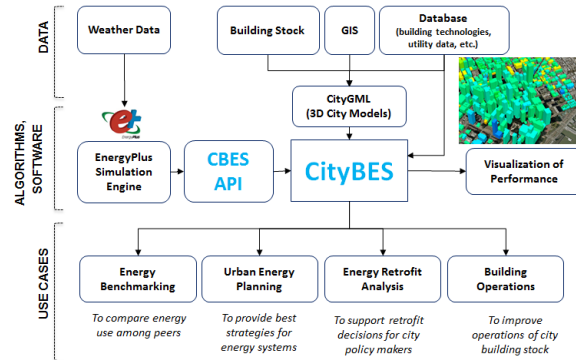 DATA
Weather Data
Building Stock
GIS
Database
(building technologies,
utility data, etc.)
CityGML
(3D City Models)
ALGORITHMS,
SOFTWARE
et
EnergyPlus
EnergyPlus
Simulation
Engine
CBES
API
CityBES
Visualization of
Performance
USE CASES
Energy
Benchmarking
Urban Energy
Planning
Energy Retrofit
Analysis
Building
Operations
To compare energy
use among peers
To provide best
strategies for
energy systems
To support retrofit
decisions for city
policy makers
To improve
operations of city
building stock